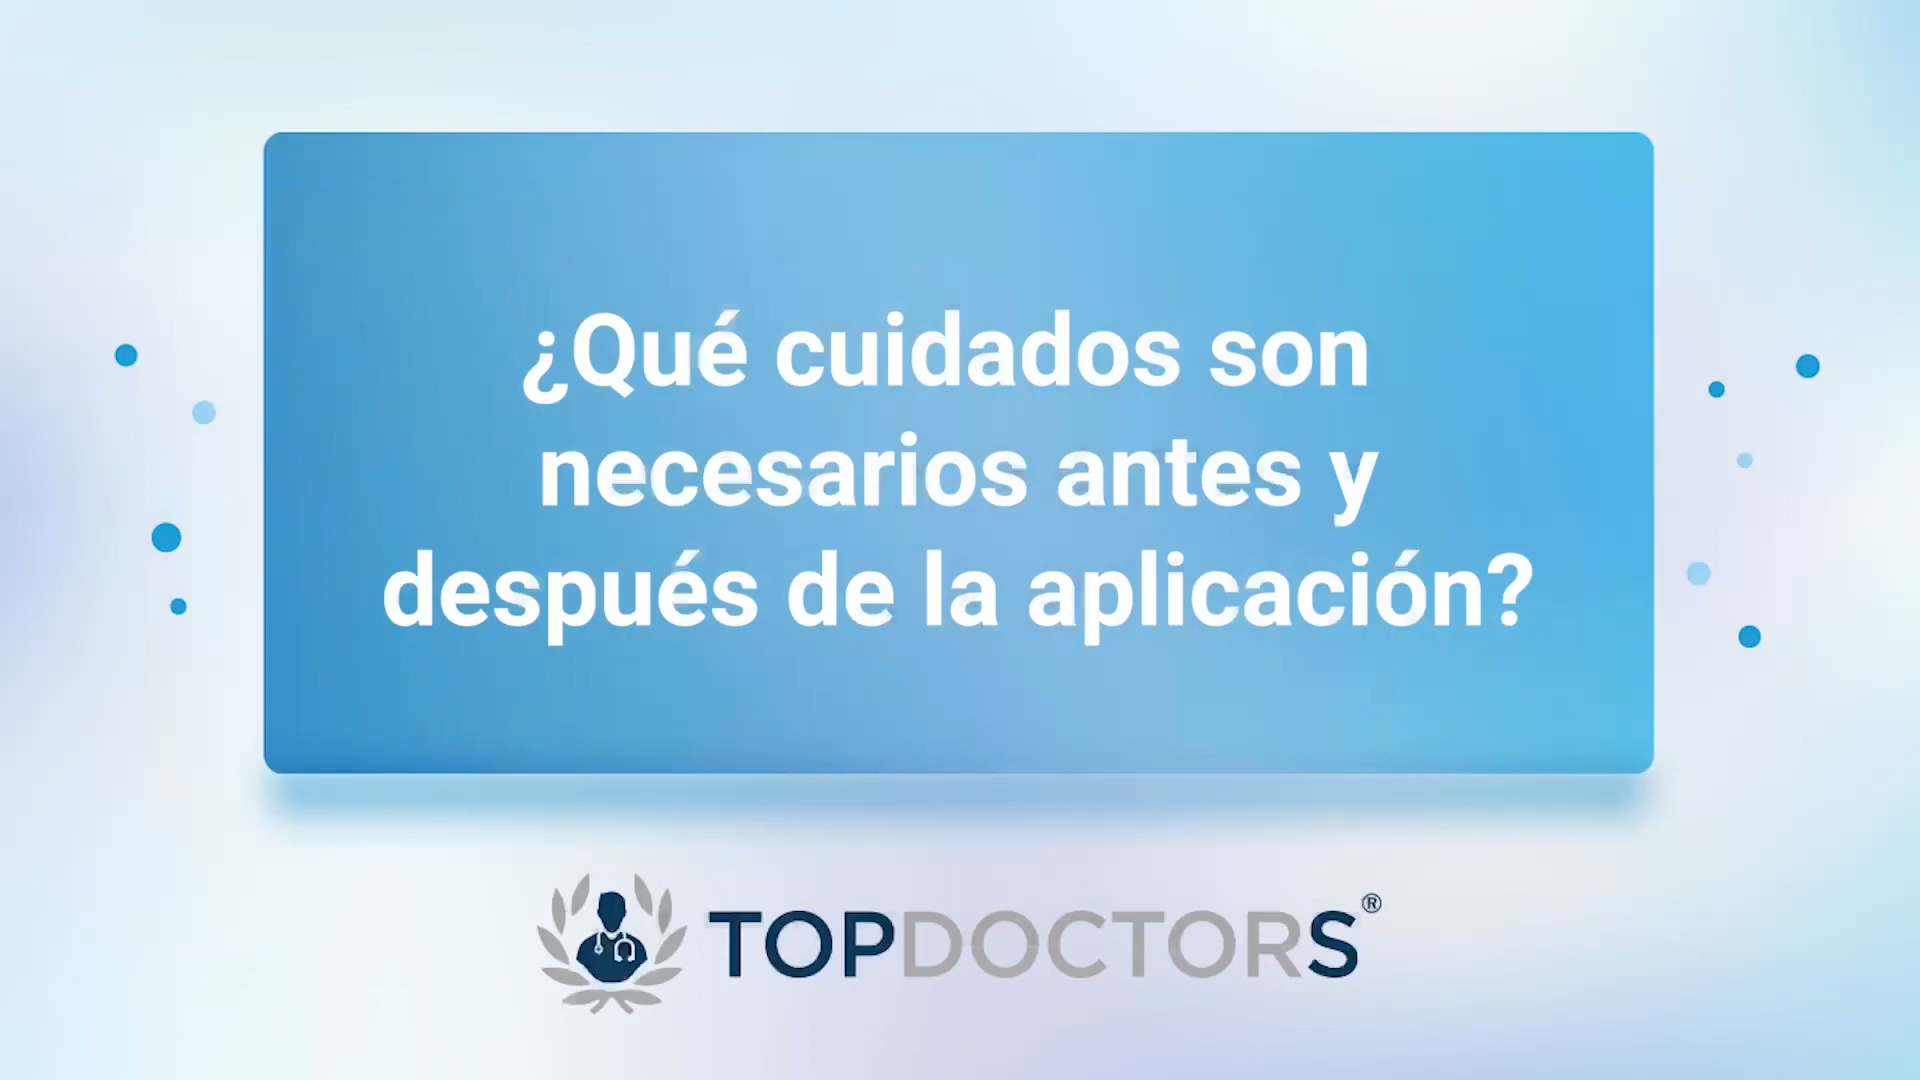 ¿Qué cuidados son
necesarios antes y
después de la aplicación?
TOPDOCTORS®